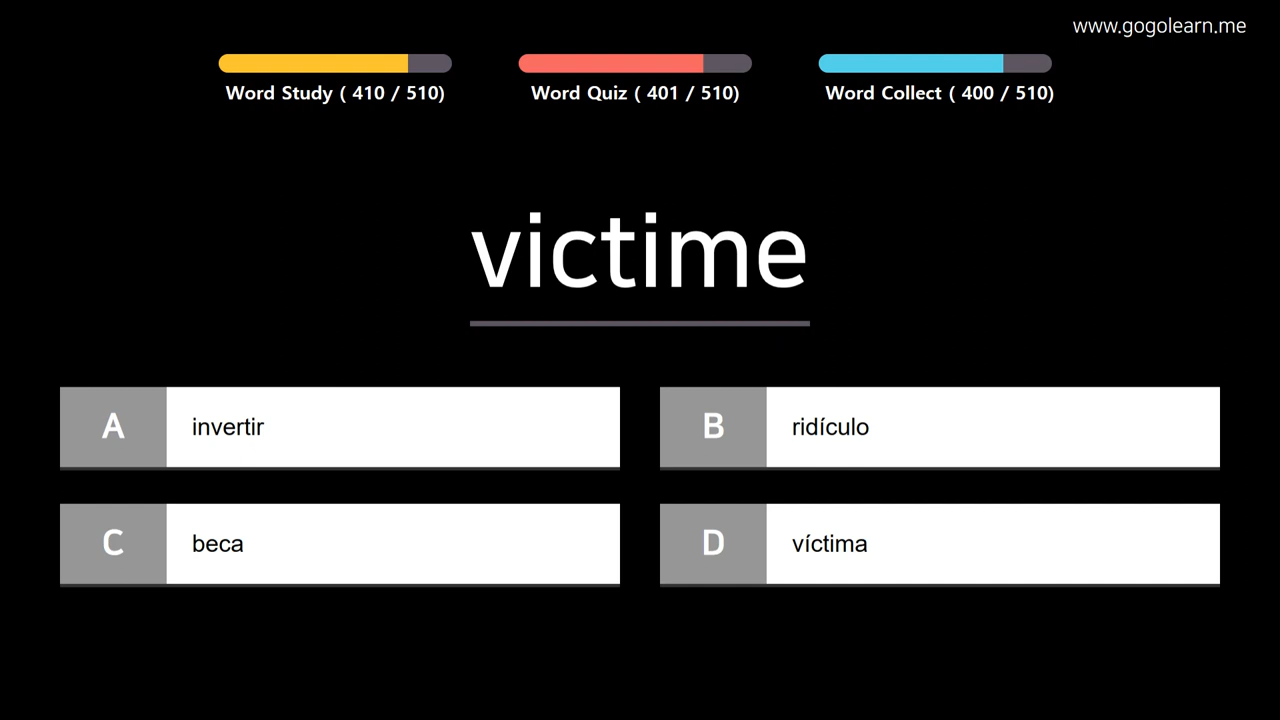 www.gogolearn.me
Word Study ( 410 / 510)
Word Quiz ( 401 / 510)
Word Collect ( 400 / 510)
victime
A invertir
B ridículo
C beca
D víctima